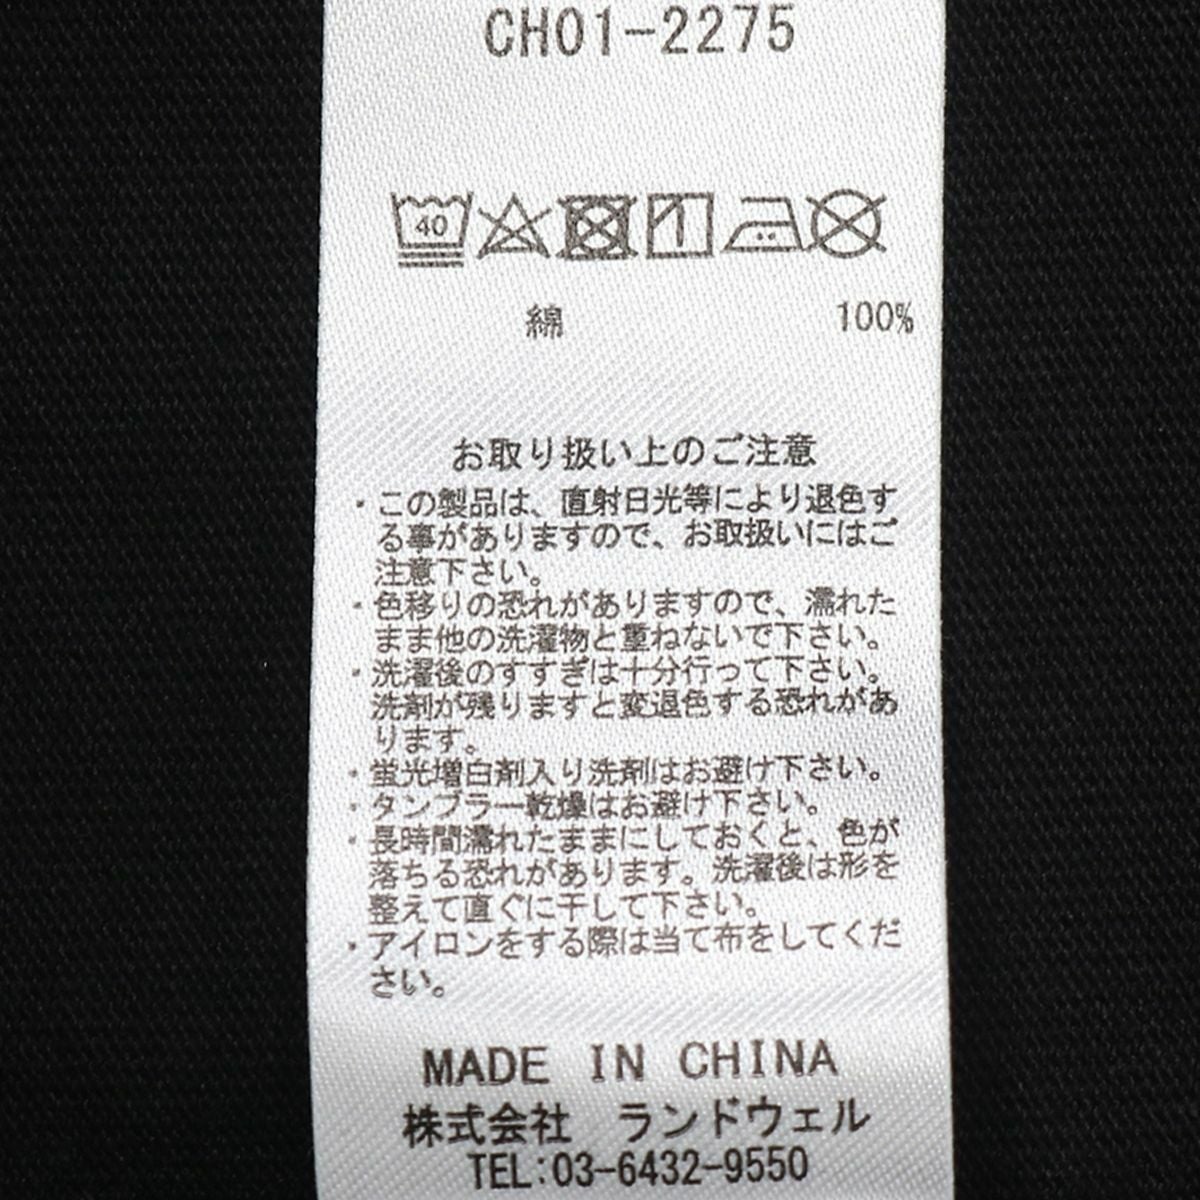 CH01-2275
40
綿 100%
お取り扱い上のご注意
・この製品は、直射日光等により退色す
る事がありますので、お取扱いにはご
注意下さい。
・色移りの恐れがありますので、濡れた
まま他の洗濯物と重ねないで下さい。
・洗濯後のすすぎは十分行って下さい。
洗剤が残りますと変退色する恐れがあ
ります。
・蛍光増白剤入り洗剤はお避け下さい。
・タンブラー乾燥はお避け下さい。
・長時間濡れたままにしておくと、色が
落ちる恐れがあります。洗濯後は形を
整えて直ぐに干して下さい。
・アイロンをする際は当て布をしてくだ
さい。
MADE IN CHINA
株式会社 ランドウェル
TEL:03-6432-9550